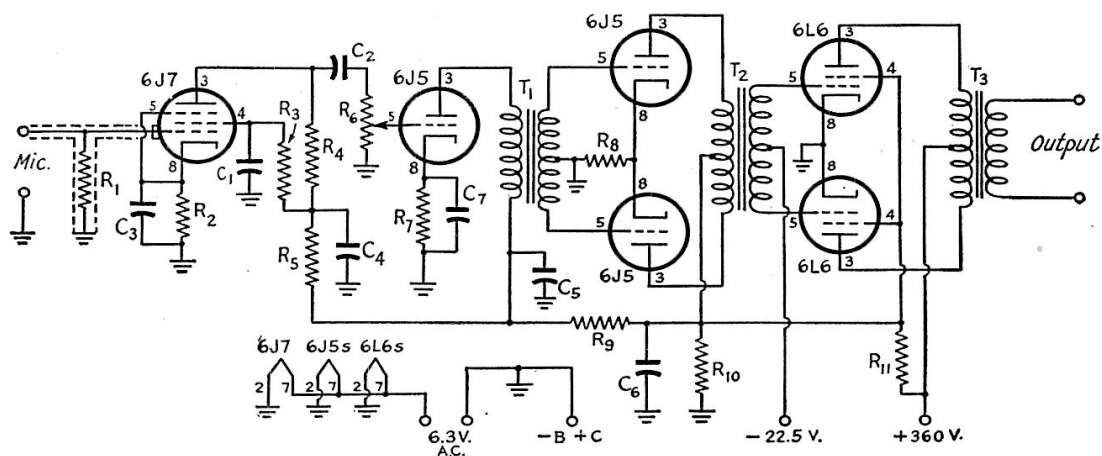 6J7
3
5
4
8
Mic.
R1
C3
R2
C1
R3
R4
R5
C2
R6
C4
6J5
3
5
8
R7
C7
T1
C5
6J5
3
5
8
R8
8
5
6J5
3
T2
R9
C6
R10
6L6
3
5
4
8
8
5
4
6L6
3
R11
T3
Output
6J7 6J5s 6L6s
2 7 2 7 2 7
6.3V. A.C.
-B +C
-22.5 V.
+360 V.